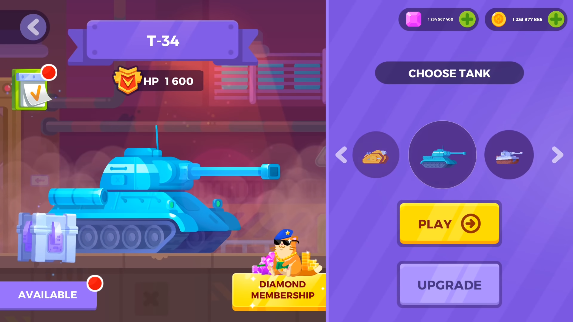 T-34
HP 1 600
AVAILABLE
DIAMOND
MEMBERSHIP
CHOOSE TANK
PLAY
UPGRADE